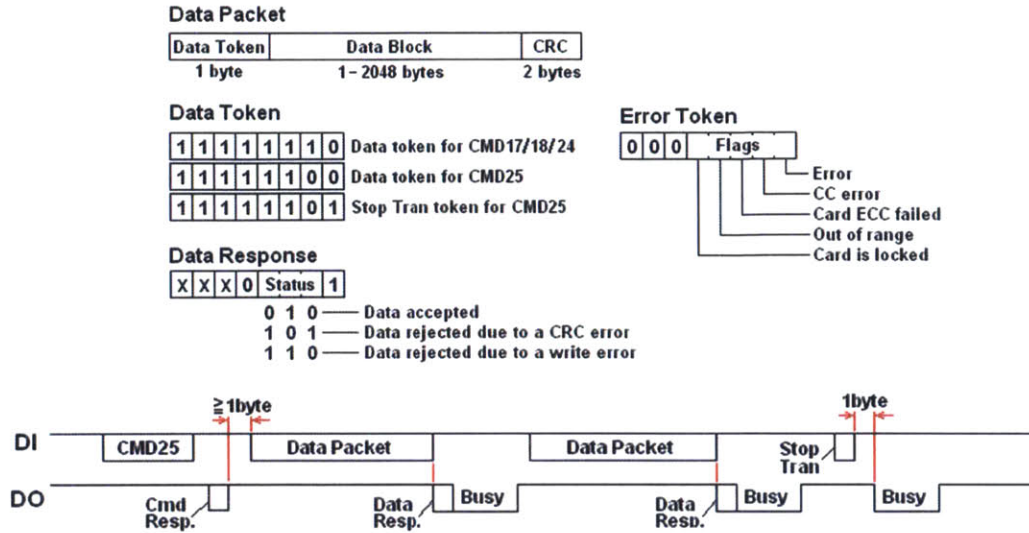 Data Packet
Data Token Data Block CRC
1 byte 1 - 2048 bytes 2 bytes
Data Token
1 1 1 1 1 1 1 0 Data token for CMD17/18/24
1 1 1 1 1 1 0 0 Data token for CMD25
1 1 1 1 1 1 0 1 Stop Tran token for CMD25
Error Token
0 0 0 Flags
Error
CC error
Card ECC failed
Out of range
Card is locked
Data Response
X X X 0 Status 1
0 1 0 Data accepted
1 0 1 Data rejected due to a CRC error
1 1 0 Data rejected due to a write error
≧ 1byte 1byte
DI CMD25 Data Packet Data Packet Stop Tran
DO Cmd Resp. Data Resp. Busy Data Resp. Busy Busy